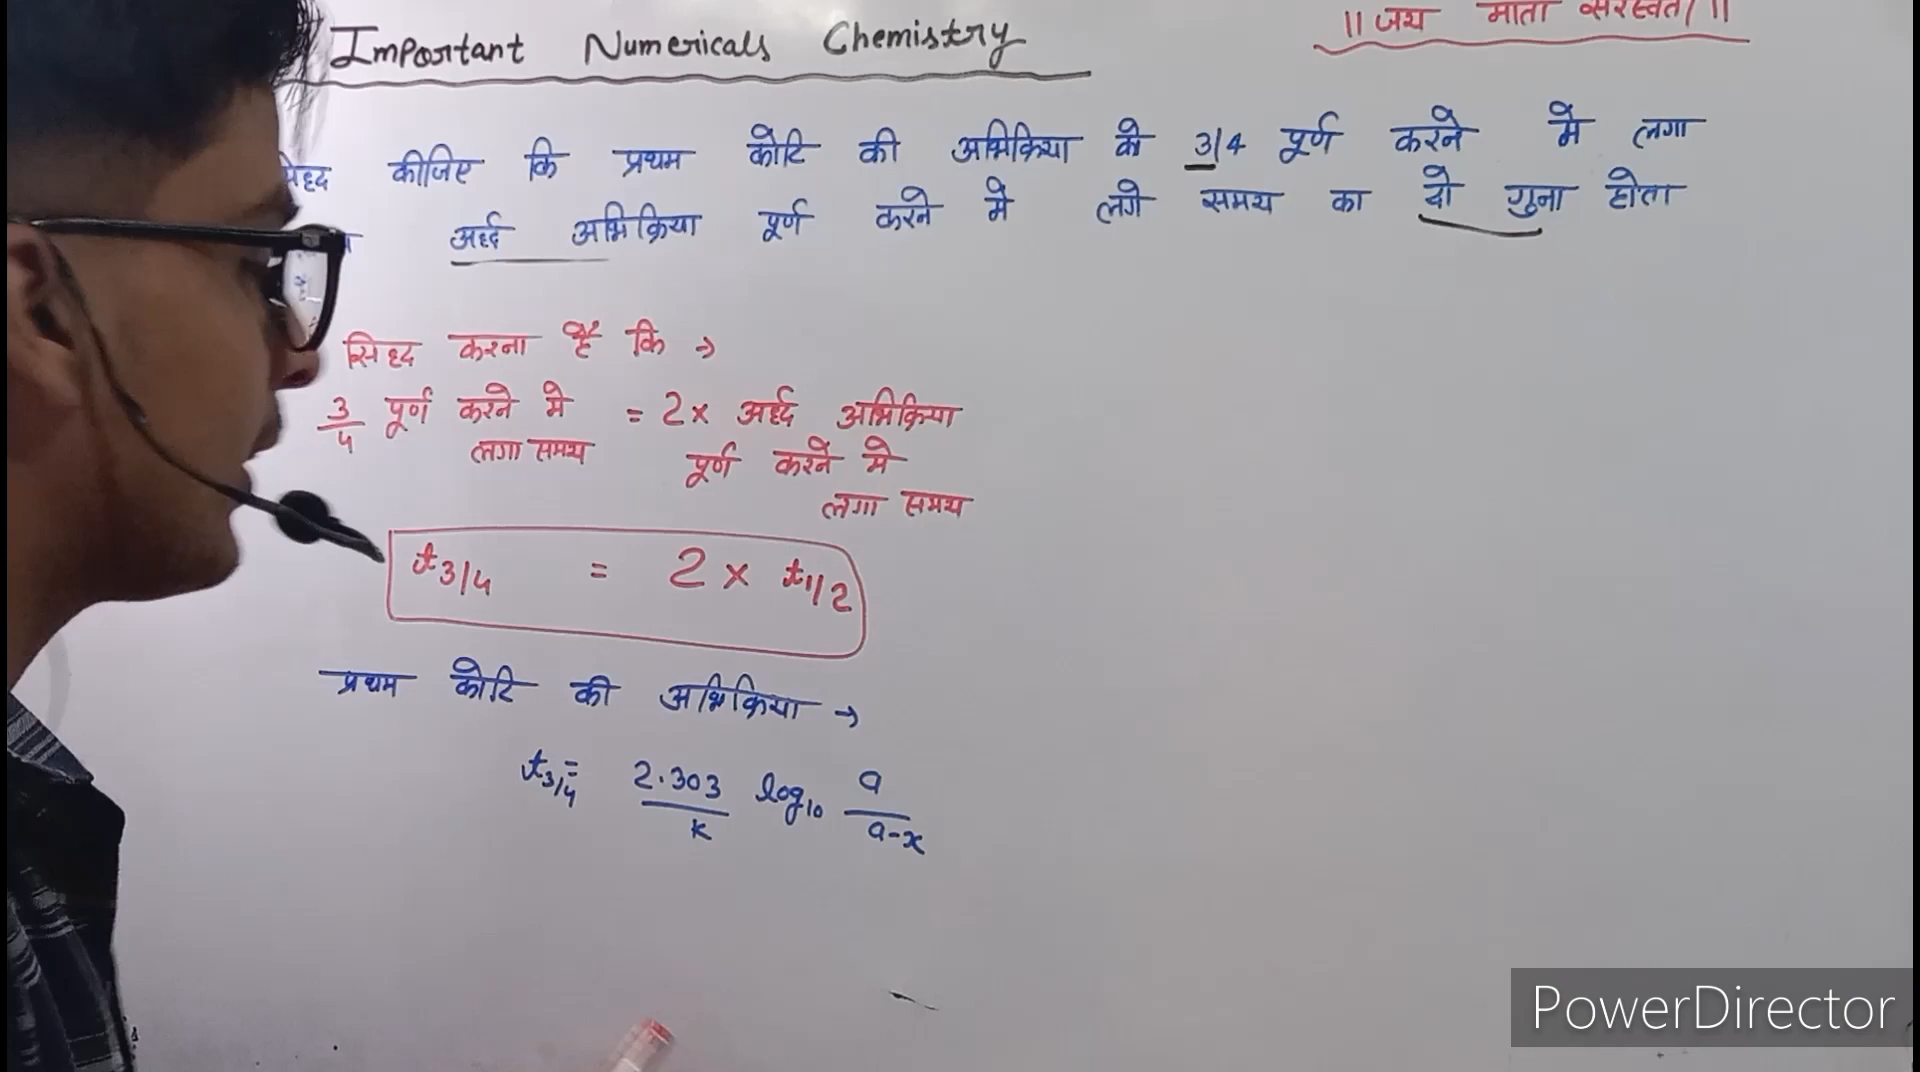 Important Numericals Chemistry
|| जय माता सरस्वती ||
कीजिए कि प्रथम कोटि की अभिक्रिया के 3/4 पूर्ण करने मे लगा
अर्द्ध अभिक्रिया पूर्ण करने मे लगे समय का दो गुना होता
सिद्ध करना है कि →
3/4 पूर्ण करने मे = 2 x अर्द्ध अभिक्रिया
लगा समय पूर्ण करने मे
लगा समय
t3/4 = 2 x t1/2
प्रथम कोटि की अभिक्रिया →
t3/4 = 2.303/k log10 a/a-x
PowerDirector